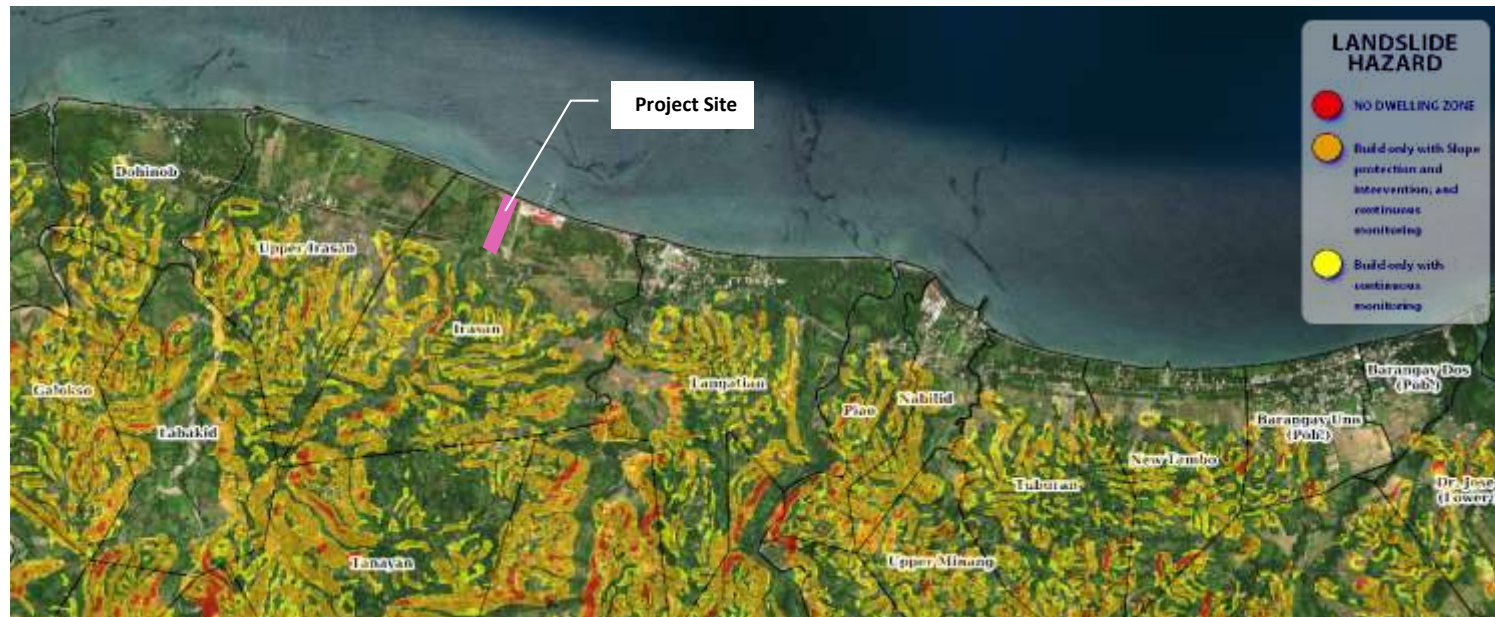 LANDSLIDE
HAZARD
NO DWELLING ZONE
Build only with Slope
protection and
intervention, and
continuous
monitoring
Build only with
continuous
monitoring
Project Site
Dohinob
Upper Irasan
Irasan
Galokso
Labakid
Langatian
Piao
Nabilid
Barangay Dos
(Pob.)
Barangay Uno
(Pob.)
New Tambo
Tuburan
Dr. Jose
(Lower
Tanayan
Upper Minang